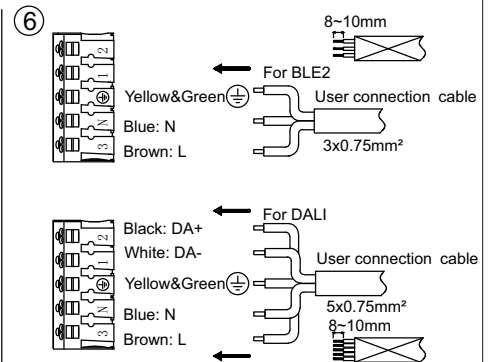 6
8~10mm
2
For BLE2
1
Yellow&Green
User connection cable
N
Blue: N
3
Brown: L
3x0.75mm²
For DALI
Black: DA+
2
White: DA-
1
User connection cable
Yellow&Green
N
Blue: N
5x0.75mm²
3
Brown: L
8~10mm